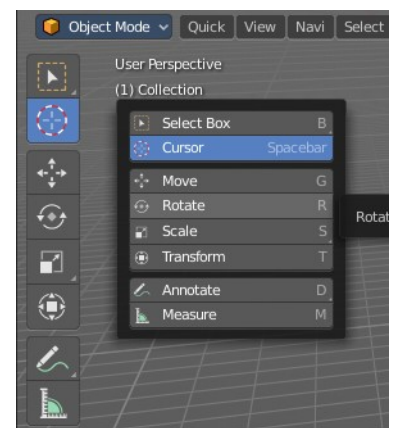 Object Mode Quick View Navi Select
User Perspective
(1) Collection
Select Box B
Cursor Spacebar
Move G
Rotate R
Rotat
Scale S
Transform T
Annotate D
Measure M